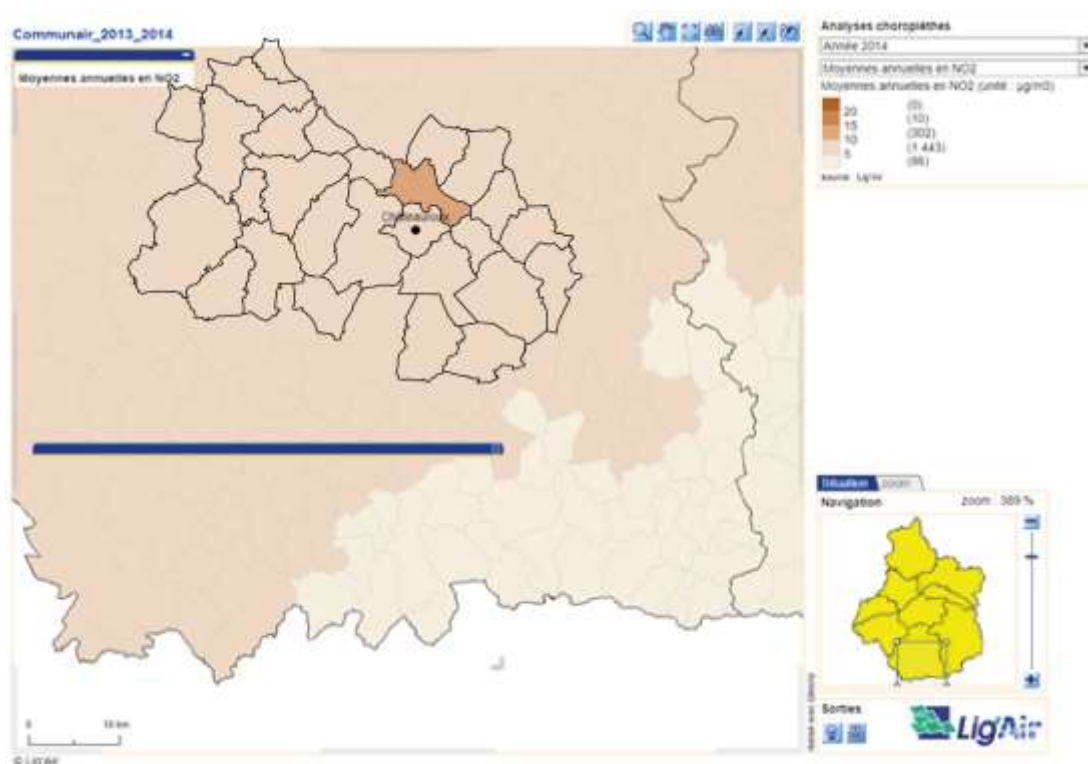 Communair_2013_2014
Moyennes annuelles en NO2
Châteauroux
0 10 km
© Lig'Air
Analyses choroplèthes
Année 2014
Moyennes annuelles en NO2
Moyennes annuelles en NO2 (unité : µg/m3)
(0)
20 (10)
15 (302)
10 (1 443)
5 (86)
source : Lig'Air
Situation zoom
Navigation zoom : 389 %
Sorties
Lig'Air